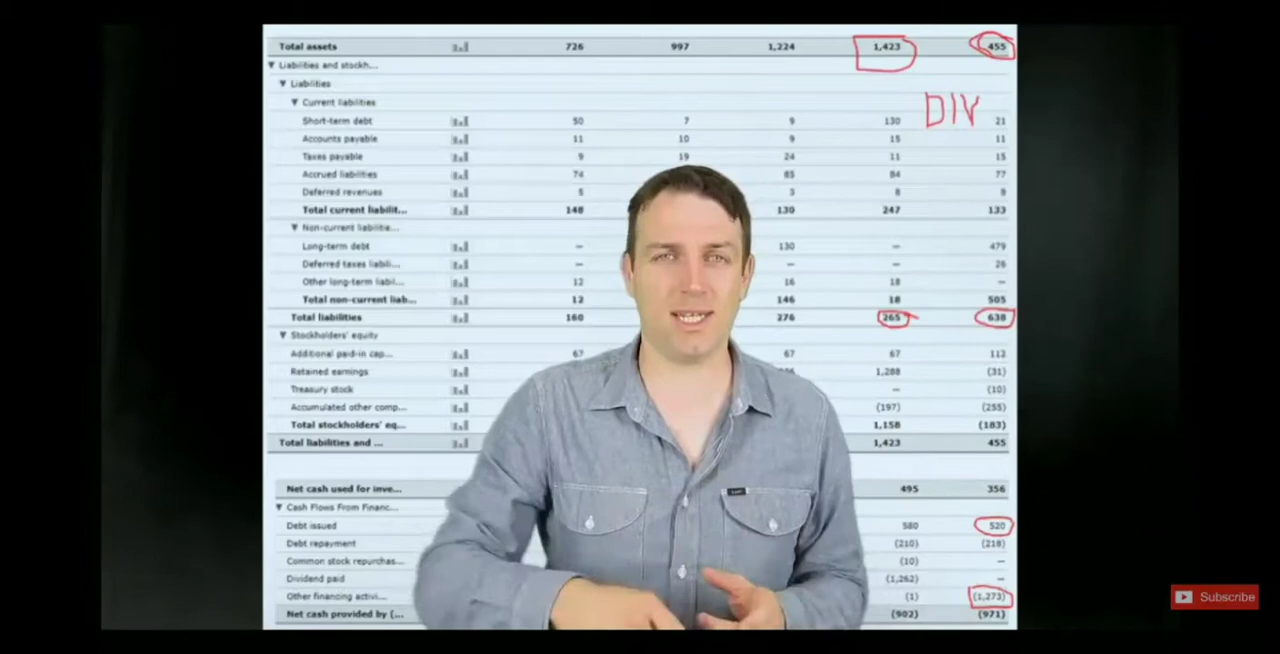 Total assets 726 997 1,224 1,423 455
▼ Liabilities and stockh...
▼ Liabilities
▼ Current liabilities
DIV
Short-term debt 50 7 9 130 21
Accounts payable 11 10 9 15 11
Taxes payable 9 19 24 11 15
Accrued liabilities 74 85 84 77
Deferred revenues 3 8
Total current liabilit... 148 130 247 133
▼ Non-current liabilitie...
Long-term debt — 130 — 479
Deferred taxes liabili... — — — 26
Other long-term liabil... 12 16 18 —
Total non-current liab... 12 146 18 505
Total liabilities 160 276 265 638
▼ Stockholders' equity
Additional paid-in cap... 67 67 67 112
Retained earnings 1,288 (31)
Treasury stock — (10)
Accumulated other comp... (197) (255)
Total stockholders' eq... 1,158 (183)
Total liabilities and ... 1,423 455
Net cash used for inve... 495 356
▼ Cash Flows From Financ...
Debt issued 580 520
Debt repayment (210) (218)
Common stock repurchas... (10) —
Dividend paid (1,262) —
Other financing activi... (1) (1,273)
Subscribe
Net cash provided by (... (902) (971)